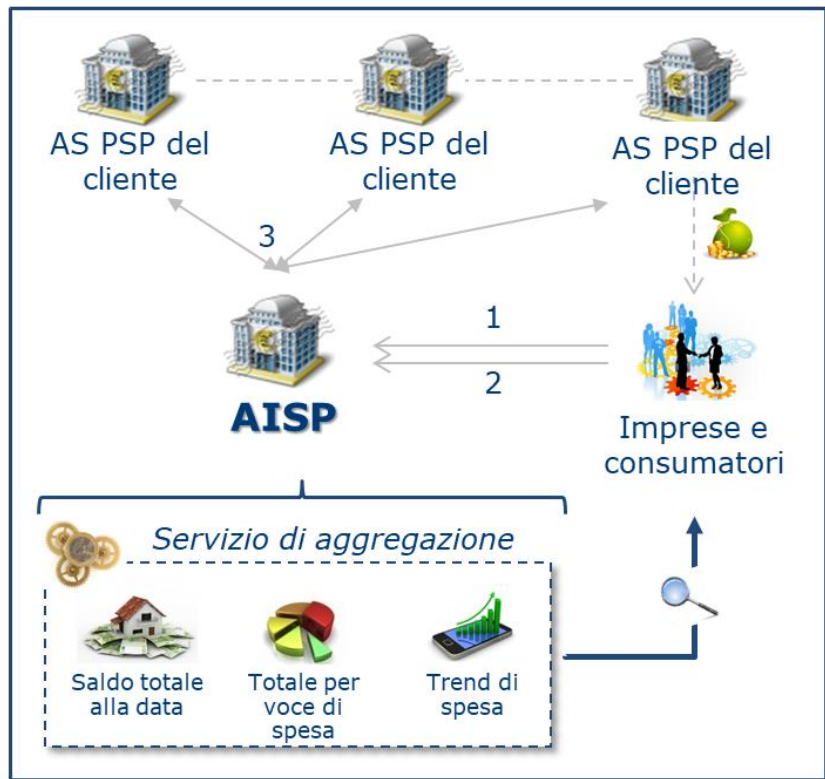 AS PSP del
cliente
AS PSP del
cliente
AS PSP del
cliente
3
1
2
AISP
Imprese e
consumatori
Servizio di aggregazione
Saldo totale
alla data
Totale per
voce di
spesa
Trend di
spesa